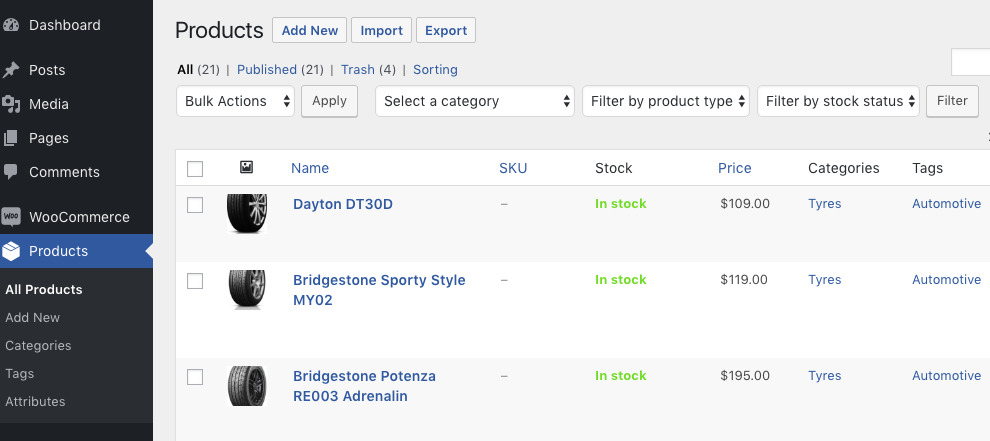 Dashboard
Posts
Media
Pages
Comments
WOO WooCommerce
Products
All Products
Add New
Categories
Tags
Attributes
Products Add New Import Export
All (21) | Published (21) | Trash (4) | Sorting
Bulk Actions Apply Select a category Filter by product type Filter by stock status Filter
Name SKU Stock Price Categories Tags
Dayton DT30D – In stock $109.00 Tyres Automotive
Bridgestone Sporty Style – In stock $119.00 Tyres Automotive
MY02
Bridgestone Potenza – In stock $195.00 Tyres Automotive
RE003 Adrenalin